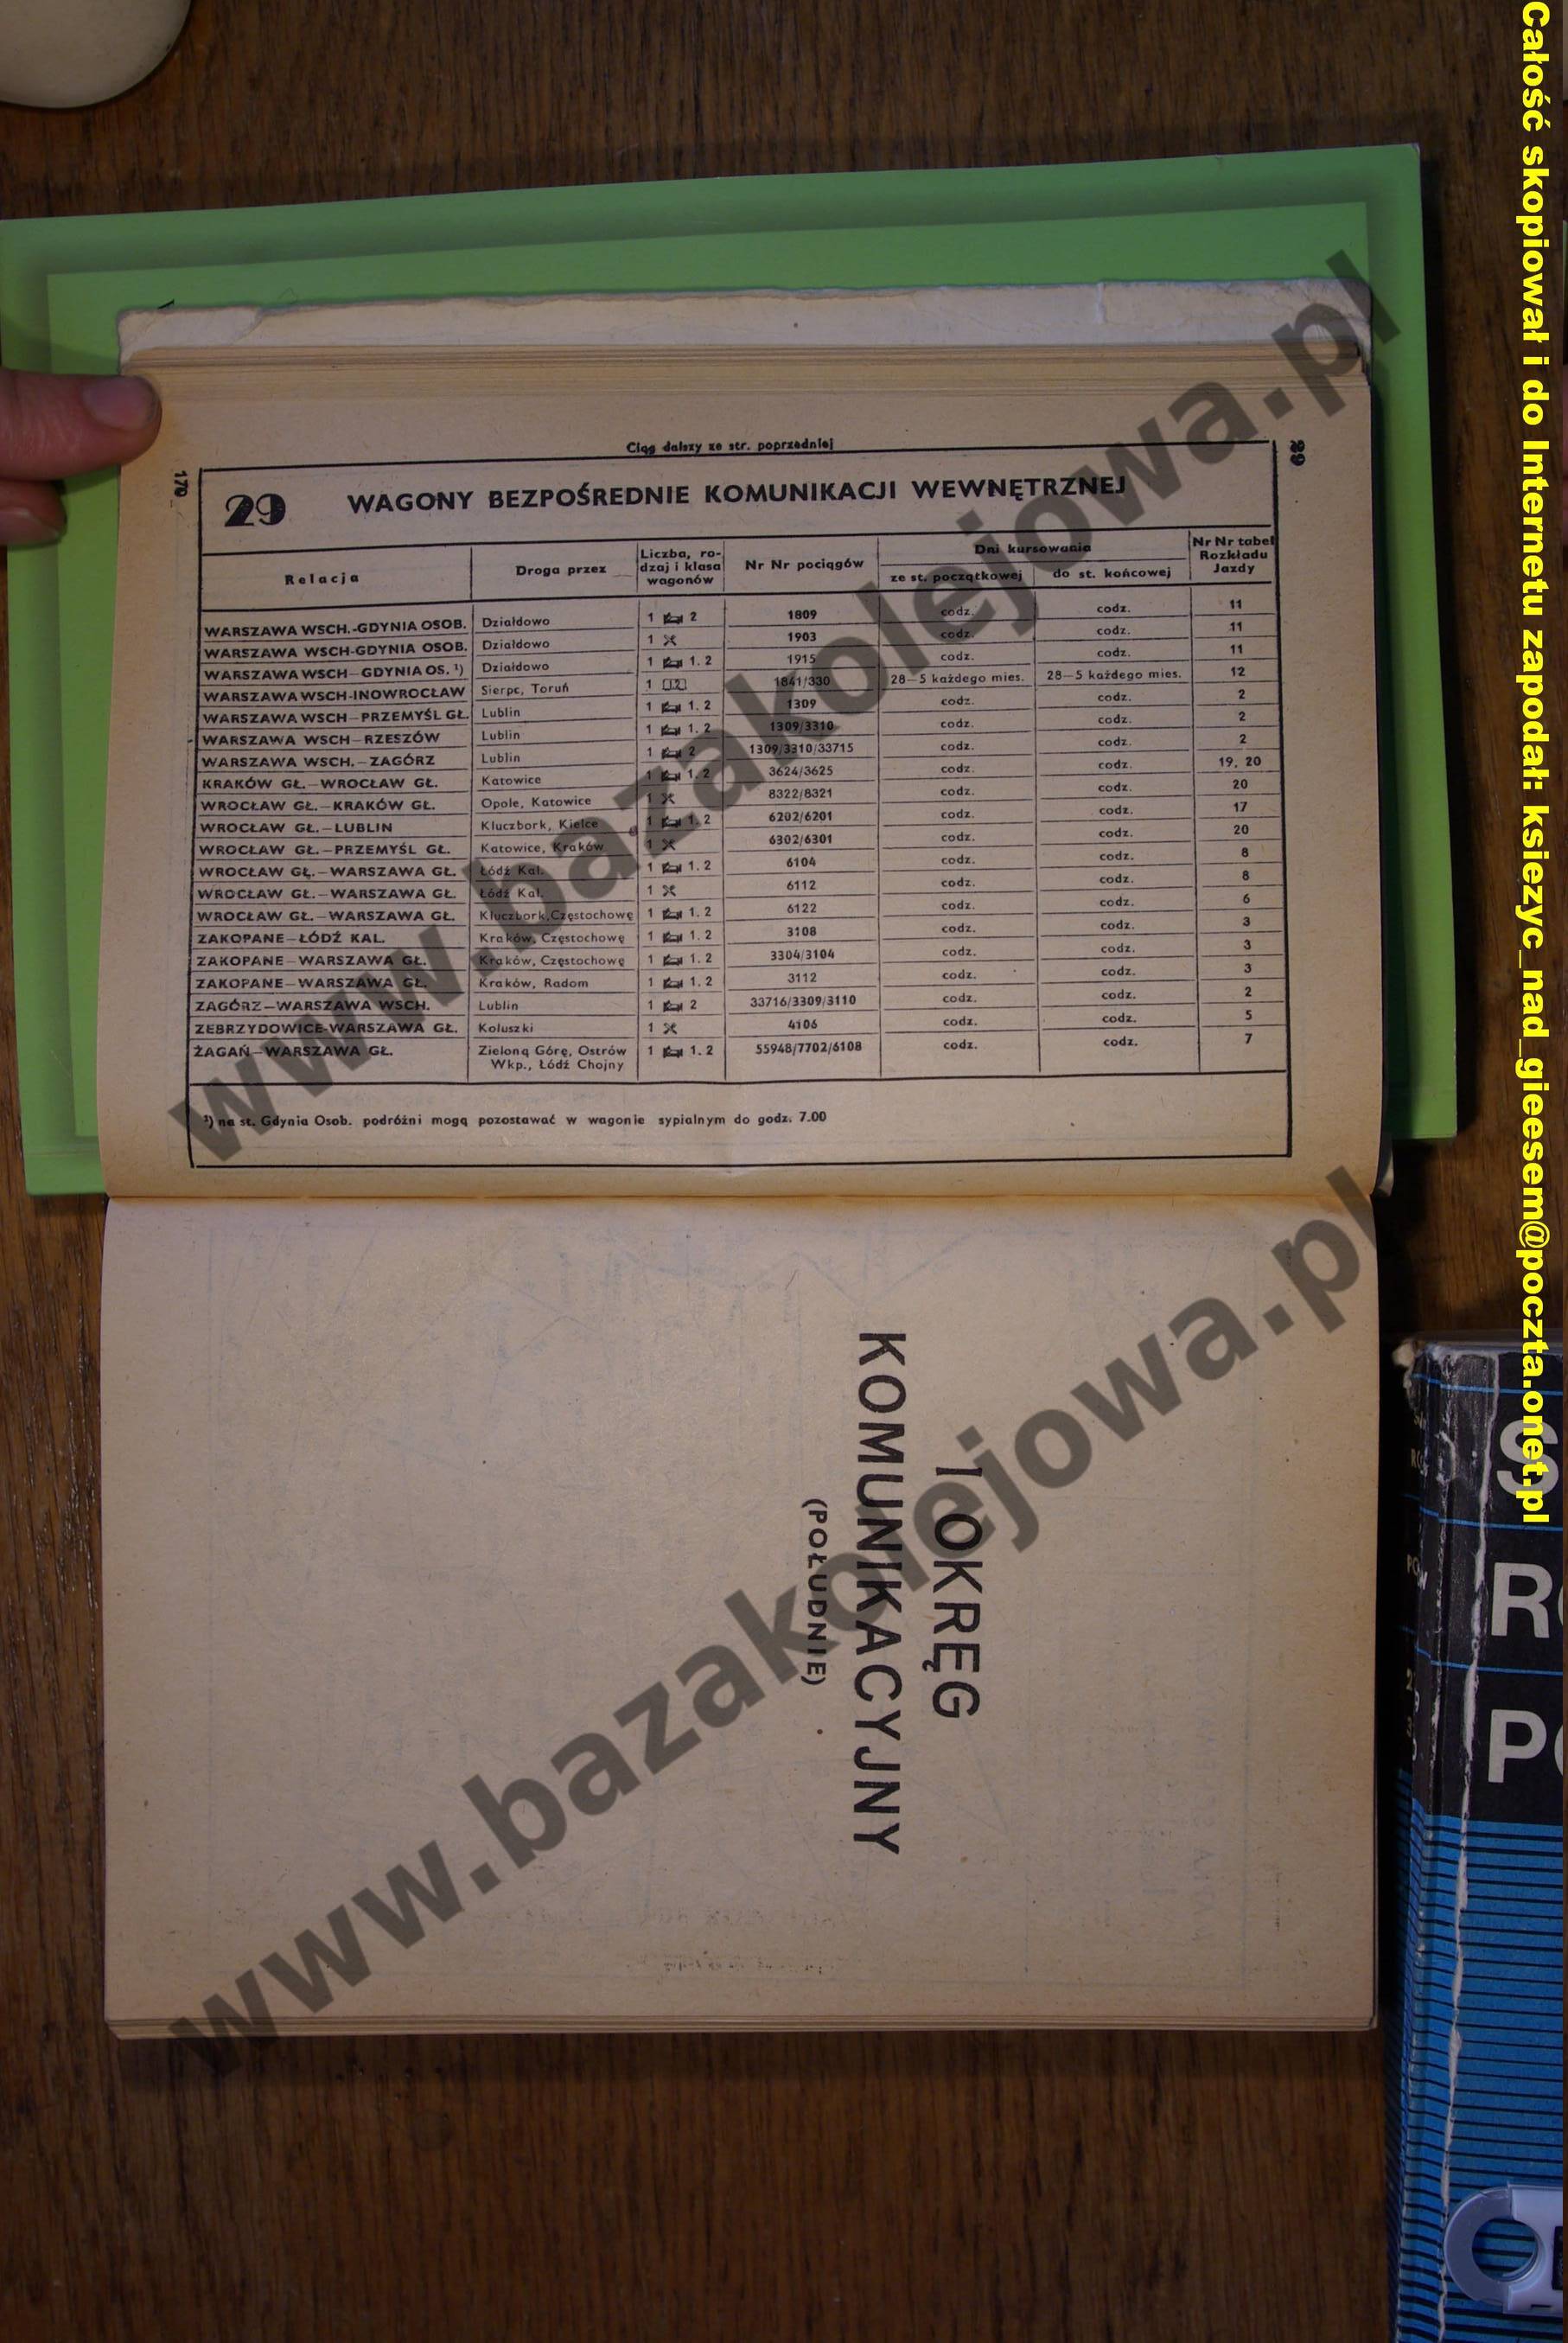 Całość skopiował i do Internetu zapodał: ksiezyc_nad_gieesem@poczta.onet.pl
Ciąg dalszy ze str. poprzedniej
170
29
29 WAGONY BEZPOŚREDNIE KOMUNIKACJI WEWNĘTRZNEJ
Relacja | Droga przez | Liczba, rodzaj i klasa wagonów | Nr Nr pociągów | Dni kursowania ze st. początkowej | do st. końcowej | Nr Nr tabel Rozkładu Jazdy
WARSZAWA WSCH.-GDYNIA OSOB. Działdowo 1 2 1809 codz. codz. 11
WARSZAWA WSCH-GDYNIA OSOB. Działdowo 1 1903 codz. codz. 11
WARSZAWA WSCH-GDYNIA OS. ¹) Działdowo 1 1. 2 1915 codz. codz. 11
WARSZAWA WSCH-INOWROCŁAW Sierpc, Toruń 1 2 1841/330 28–5 każdego mies. 28–5 każdego mies. 12
WARSZAWA WSCH-PRZEMYŚL GŁ. Lublin 1 1. 2 1309 codz. codz. 2
WARSZAWA WSCH-RZESZÓW Lublin 1 1. 2 1309/3310 codz. codz. 2
WARSZAWA WSCH.-ZAGÓRZ Lublin 1 2 1309/3310/33715 codz. codz. 2
KRAKÓW GŁ.-WROCŁAW GŁ. Katowice 1 1. 2 3624/3625 codz. codz. 19. 20
WROCŁAW GŁ.-KRAKÓW GŁ. Opole, Katowice 1 8322/8321 codz. codz. 20
WROCŁAW GŁ.-LUBLIN Kluczbork, Kielce 1 1. 2 6202/6201 codz. codz. 17
WROCŁAW GŁ.-PRZEMYŚL GŁ. Katowice, Kraków 1 6302/6301 codz. codz. 20
WROCŁAW GŁ.-WARSZAWA GŁ. Łódź Kal. 1 1. 2 6104 codz. codz. 8
WROCŁAW GŁ.-WARSZAWA GŁ. Łódź Kal. 1 6112 codz. codz. 8
WROCŁAW GŁ.-WARSZAWA GŁ. Kluczbork,Częstochowę 1 1. 2 6122 codz. codz. 6
ZAKOPANE-ŁÓDŹ KAL. Kraków, Częstochowę 1 1. 2 3108 codz. codz. 3
ZAKOPANE-WARSZAWA GŁ. Kraków, Częstochowę 1 1. 2 3304/3104 codz. codz. 3
ZAKOPANE-WARSZAWA GŁ. Kraków, Radom 1 1. 2 3112 codz. codz. 3
ZAGÓRZ-WARSZAWA WSCH. Lublin 1 2 33716/3309/3110 codz. codz. 2
ZEBRZYDOWICE-WARSZAWA GŁ. Koluszki 1 4106 codz. codz. 5
ŻAGAŃ-WARSZAWA GŁ. Zieloną Górę, Ostrów 1 1. 2 55948/7702/6108 codz. codz. 7
Wkp., Łódź Chojny
¹) na st. Gdynia Osob. podróżni mogą pozostawać w wagonie sypialnym do godz. 7.00
www.bazakolejowa.pl
I OKRĘG
KOMUNIKACYJNY
(POŁUDNIE)
www.bazakolejowa.pl